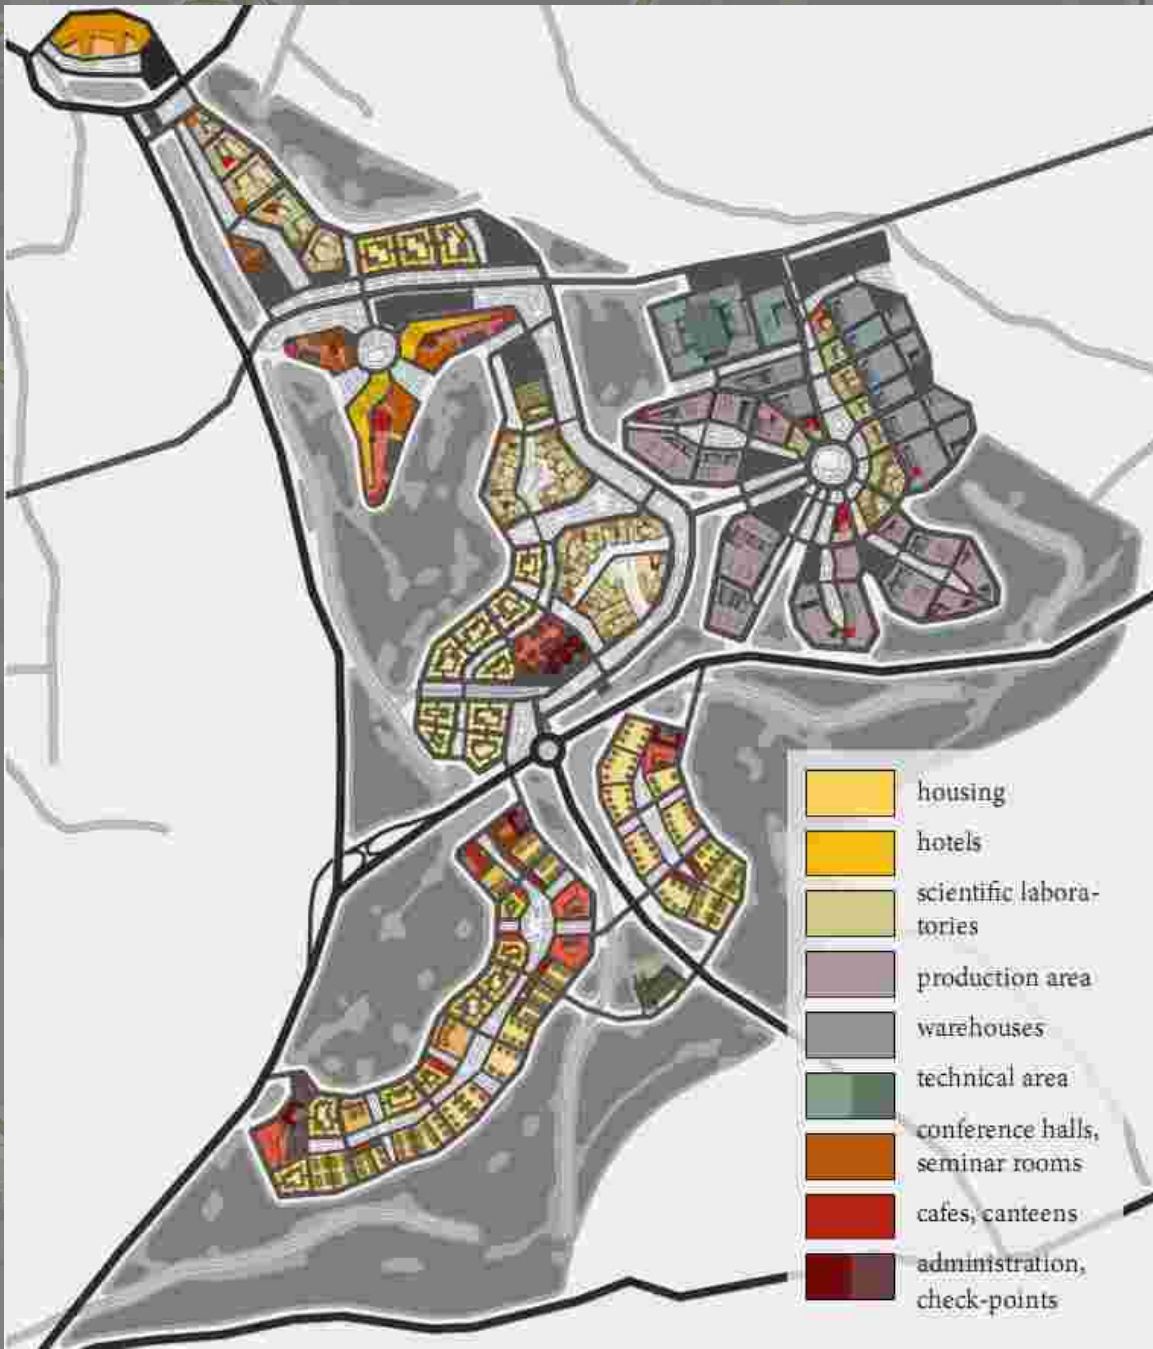 housing
hotels
scientific labora-
tories
production area
warehouses
technical area
conference halls,
seminar rooms
cafes, canteens
administration,
check-points